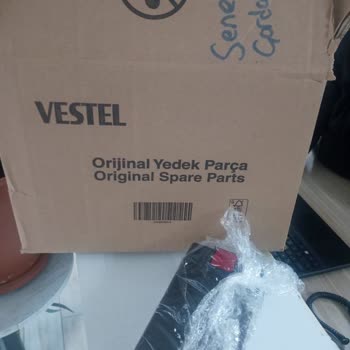 VESTEL
Orijinal Yedek Parça
Original Spare Parts